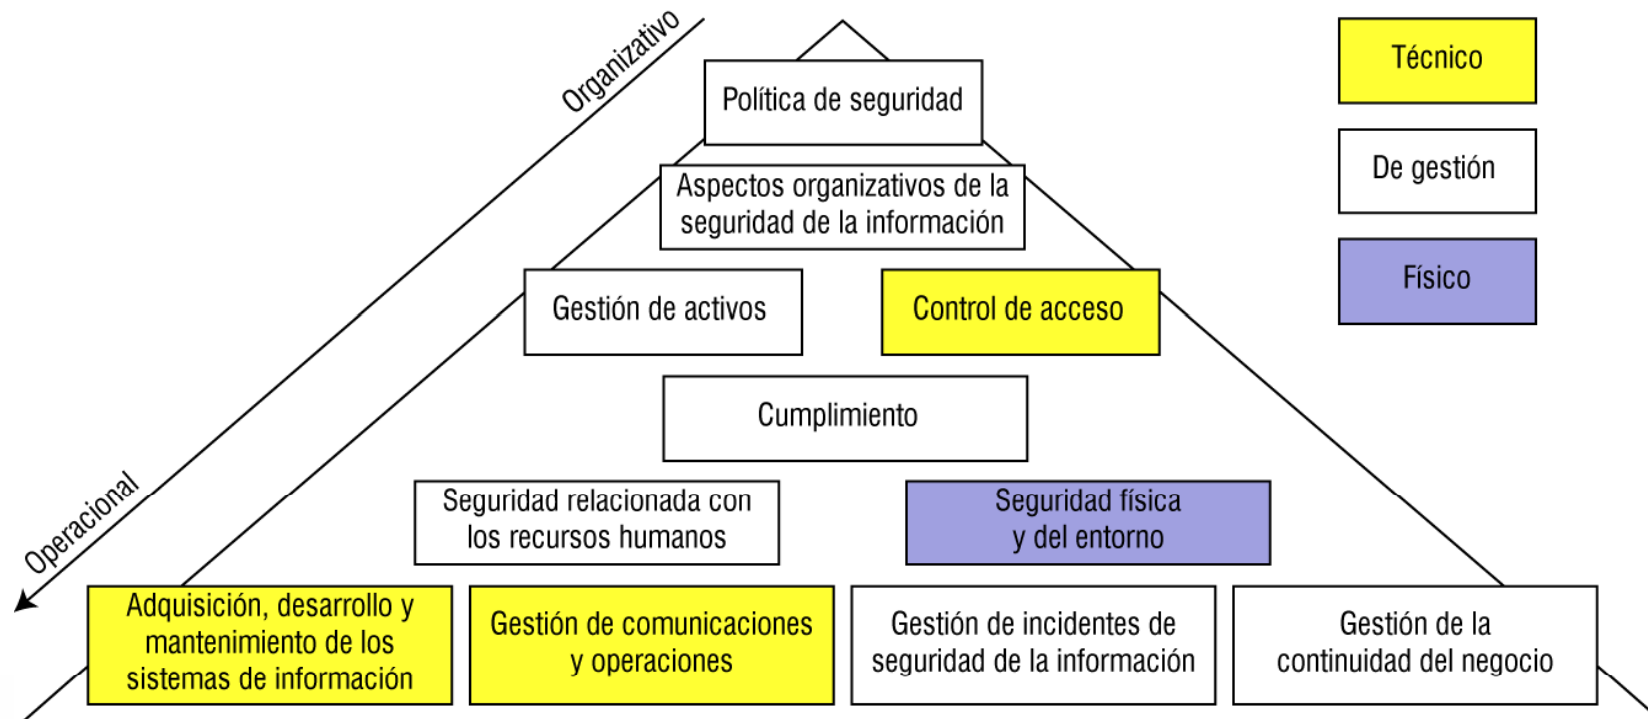 Organizativo
Operacional
Política de seguridad
Aspectos organizativos de la
seguridad de la información
Gestión de activos
Control de acceso
Cumplimiento
Seguridad relacionada con
los recursos humanos
Seguridad física
y del entorno
Adquisición, desarrollo y
mantenimiento de los
sistemas de información
Gestión de comunicaciones
y operaciones
Gestión de incidentes de
seguridad de la información
Gestión de la
continuidad del negocio
Técnico
De gestión
Físico